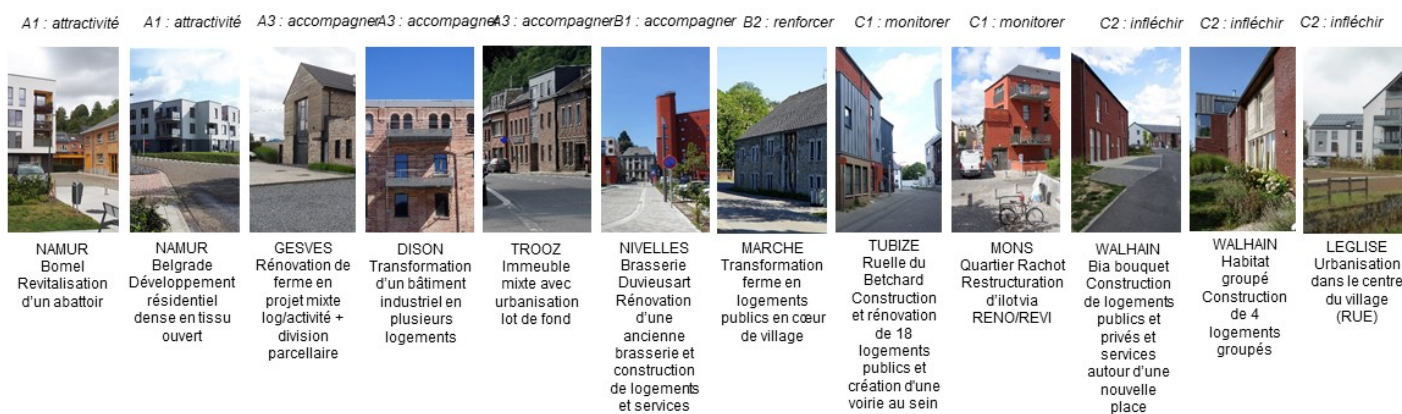 A1 : attractivité
A1 : attractivité
A3 : accompagner
A3 : accompagner
A3 : accompagner
B1 : accompagner
B2 : renforcer
C1 : monitorer
C1 : monitorer
C2 : infléchir
C2 : infléchir
C2 : infléchir
NAMUR
Bomel
Revitalisation
d'un abattoir
NAMUR
Belgrade
Développement
résidentiel
dense en tissu
ouvert
GESVES
Rénovation de
ferme en
projet mixte
log/activité +
division
parcellaire
DISON
Transformation
d'un bâtiment
industriel en
plusieurs
logements
TROOZ
Immeuble
mixte avec
urbanisation
lot de fond
NIVELLES
Brasserie
Duvieusart
Rénovation
d'une
ancienne
brasserie et
construction
de logements
et services
MARCHE
Transformation
ferme en
logements
publics en cœur
de village
TUBIZE
Ruelle du
Betchard
Construction
et rénovation
de 18
logements
publics et
création d'une
voirie au sein
MONS
Quartier Rachot
Restructuration
d'ilot via
RENO/REVI
WALHAIN
Bia bouquet
Construction
de logements
publics et
privés et
services
autour d'une
nouvelle
place
WALHAIN
Habitat
groupé
Construction
de 4
logements
groupés
LEGLISE
Urbanisation
dans le centre
du village
(RUE)